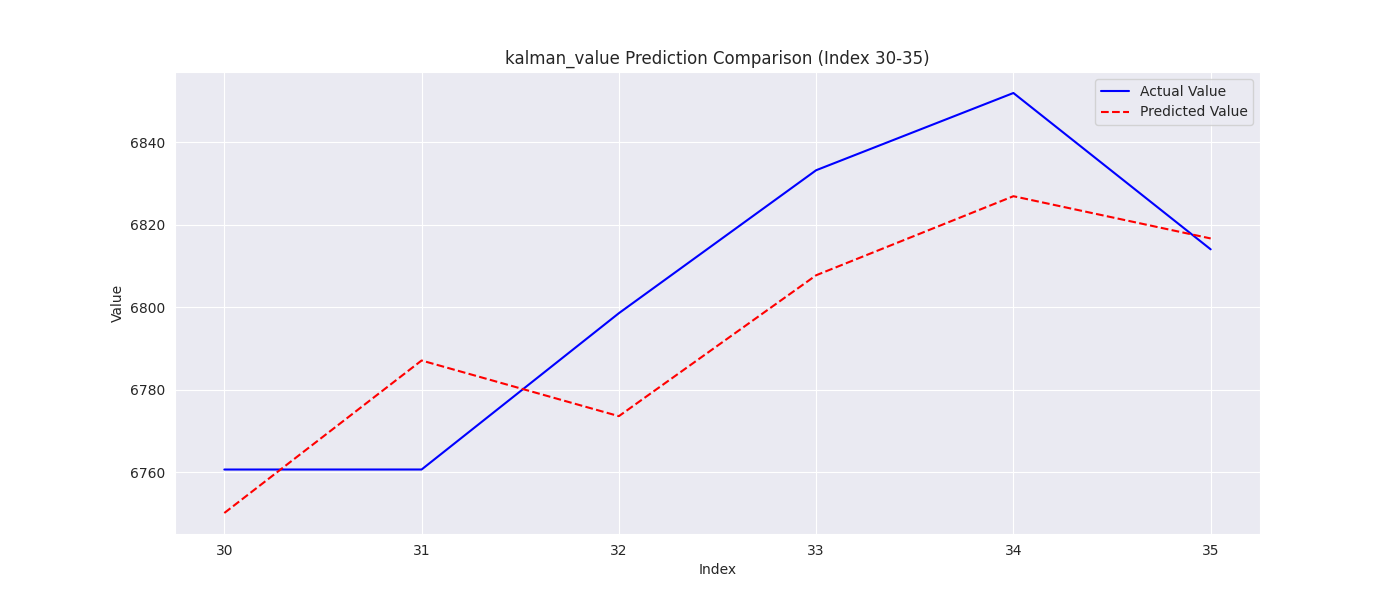 kalman_value Prediction Comparison (Index 30-35)
Actual Value
Predicted Value
6840
6820
6800
6780
6760
Value
30 31 32 33 34 35
Index